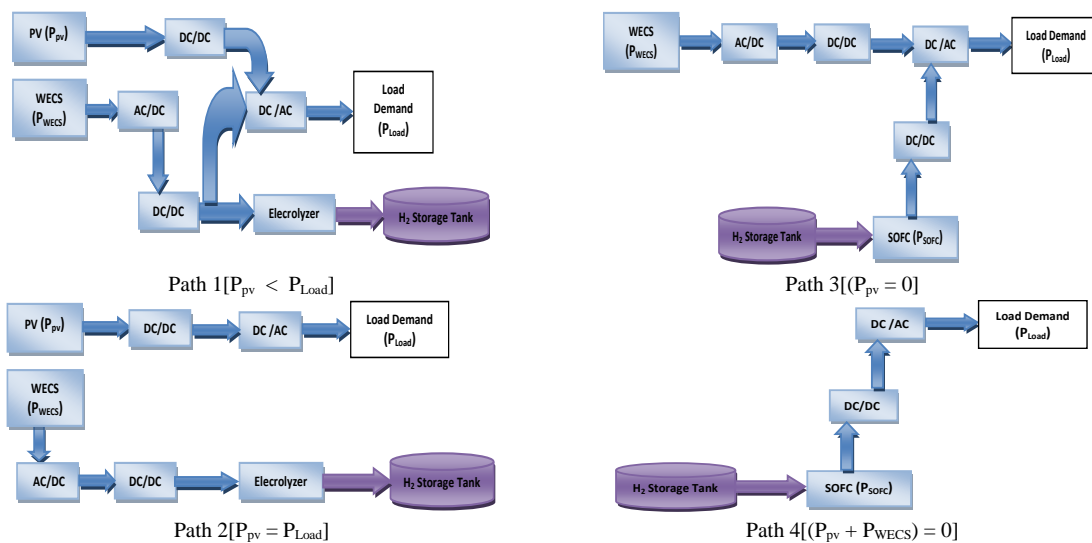 PV (Ppv)
DC/DC
WECS
(PWECS)
AC/DC
DC /AC
Load
Demand
(PLoad)
DC/DC
Elecrolyzer
H2 Storage Tank
Path 1[Ppv < PLoad]
PV (Ppv)
DC/DC
DC /AC
Load Demand
(PLoad)
WECS
(PWECS)
AC/DC
DC/DC
Elecrolyzer
H2 Storage Tank
Path 2[Ppv = PLoad]
WECS
(PWECS)
AC/DC
DC/DC
DC /AC
Load Demand
(PLoad)
DC/DC
H2 Storage Tank
SOFC (PSOFC)
Path 3[(Ppv = 0]
DC /AC
Load Demand
(PLoad)
DC/DC
H2 Storage Tank
SOFC (PSOFC)
Path 4[(Ppv + PWECS) = 0]